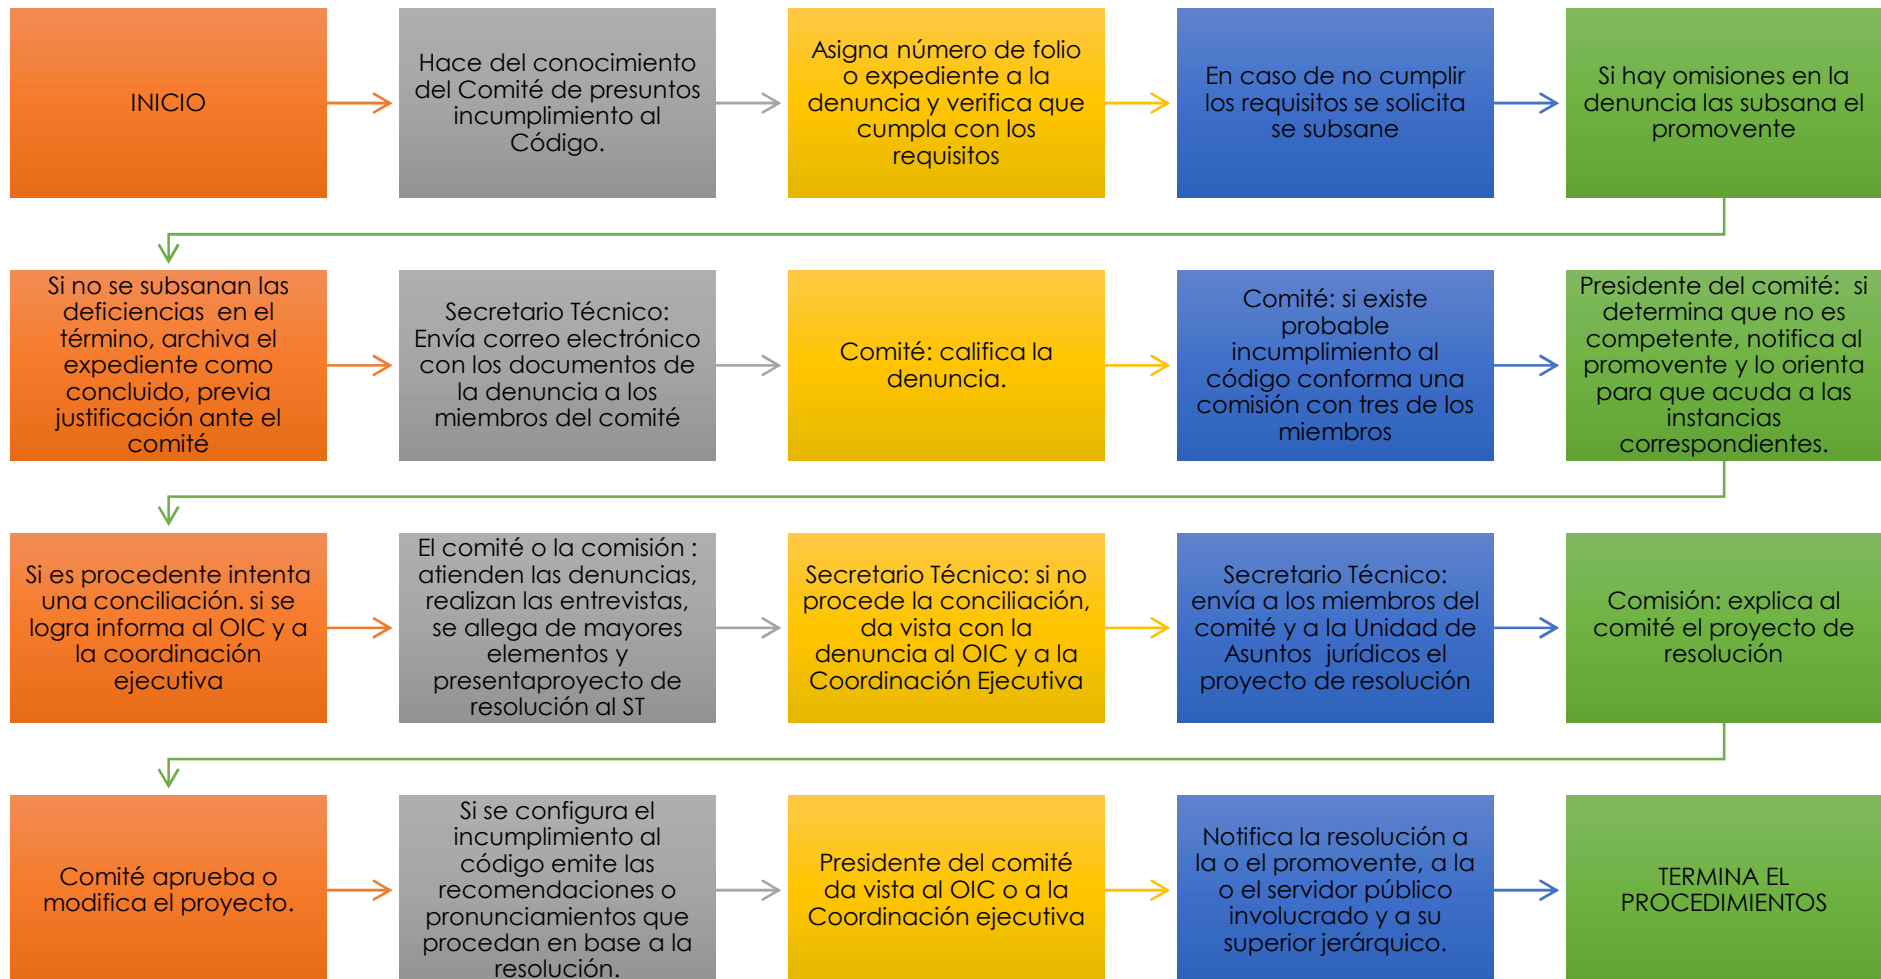 INICIO
Hace del conocimiento
del Comité de presuntos
incumplimiento al
Código.
Asigna número de folio
o expediente a la
denuncia y verifica que
cumpla con los
requisitos
En caso de no cumplir
los requisitos se solicita
se subsane
Si hay omisiones en la
denuncia las subsana el
promovente
Si no se subsanan las
deficiencias en el
término, archiva el
expediente como
concluido, previa
justificación ante el
comité
Secretario Técnico:
Envía correo electrónico
con los documentos de
la denuncia a los
miembros del comité
Comité: califica la
denuncia.
Comité: si existe
probable
incumplimiento al
código conforma una
comisión con tres de los
miembros
Presidente del comité: si
determina que no es
competente, notifica al
promovente y lo orienta
para que acuda a las
instancias
correspondientes.
Si es procedente intenta
una conciliación. si se
logra informa al OIC y a
la coordinación
ejecutiva
El comité o la comisión :
atienden las denuncias,
realizan las entrevistas,
se allega de mayores
elementos y
presentaproyecto de
resolución al ST
Secretario Técnico: si no
procede la conciliación,
da vista con la
denuncia al OIC y a la
Coordinación Ejecutiva
Secretario Técnico:
envía a los miembros del
comité y a la Unidad de
Asuntos jurídicos el
proyecto de resolución
Comisión: explica al
comité el proyecto de
resolución
Comité aprueba o
modifica el proyecto.
Si se configura el
incumplimiento al
código emite las
recomendaciones o
pronunciamientos que
procedan en base a la
resolución.
Presidente del comité
da vista al OIC o a la
Coordinación ejecutiva
Notifica la resolución a
la o el promovente, a la
o el servidor público
involucrado y a su
superior jerárquico.
TERMINA EL
PROCEDIMIENTOS